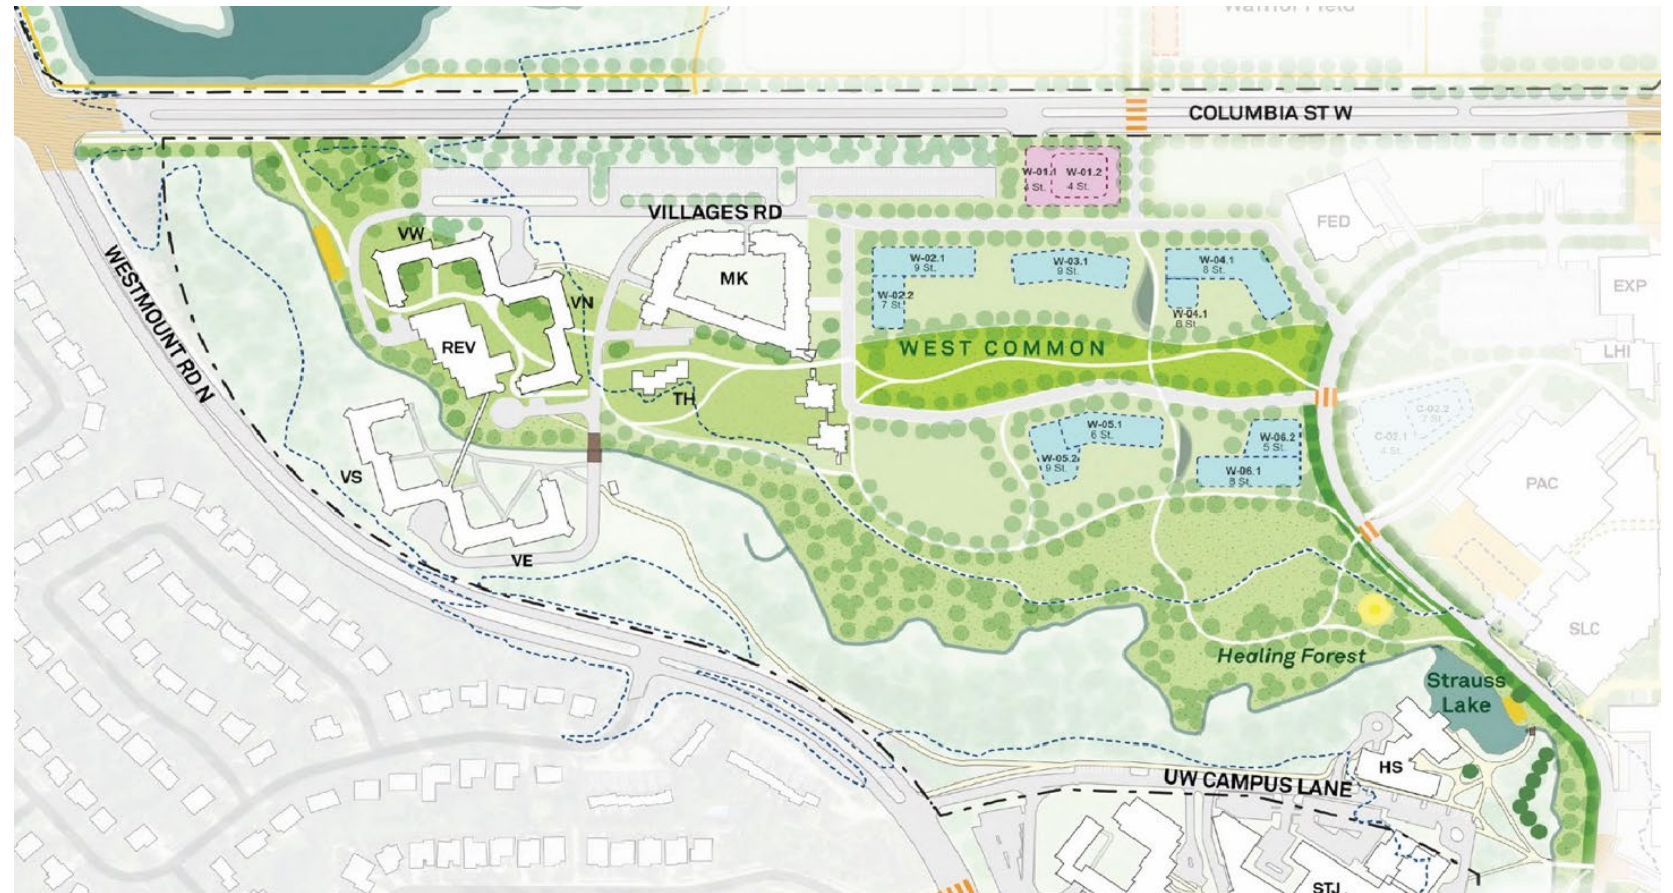 Warrior Field
COLUMBIA ST W
W-01.1
4 St.
W-01.2
4 St.
VILLAGES RD
FED
VW
W-02.1
9 St.
W-03.1
9 St.
W-04.1
8 St.
MK
EXP
VN
W-02.2
7 St.
W-04.1
6 St.
WESTMOUNT RD N
REV
WEST COMMON
LHI
TH
C-02.2
7 St.
C-02.1
4 St.
W-05.1
6 St.
W-06.2
5 St.
W-05.2
9 St.
W-06.1
8 St.
VS
PAC
VE
SLC
Healing Forest
Strauss
Lake
HS
UW CAMPUS LANE
STJ